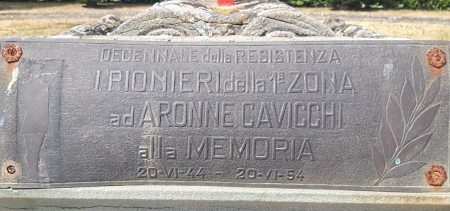 DECENNALE della RESISTENZA
I PIONIERI della 1ª ZONA
ad ARONNE CAVICCHI
alla MEMORIA
20-VI-44 - 20-VI-54